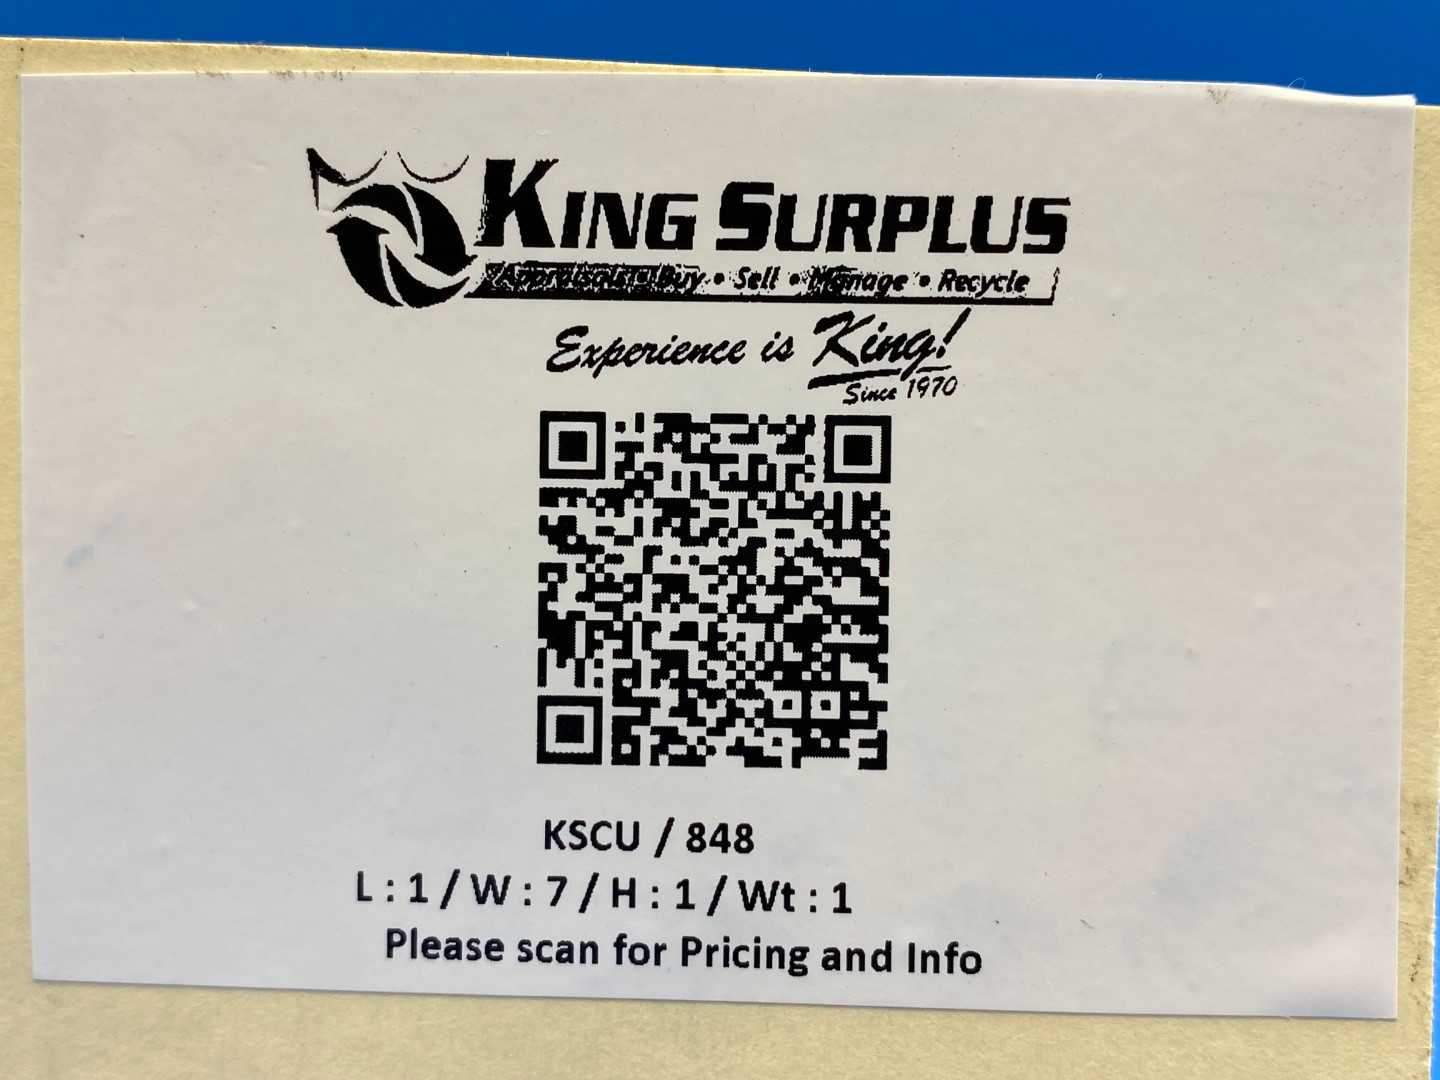 KING SURPLUS
Appraisals • Buy • Sell • Manage • Recycle
Experience is King!
Since 1970
KSCU / 848
L : 1 / W : 7 / H : 1 / Wt : 1
Please scan for Pricing and Info